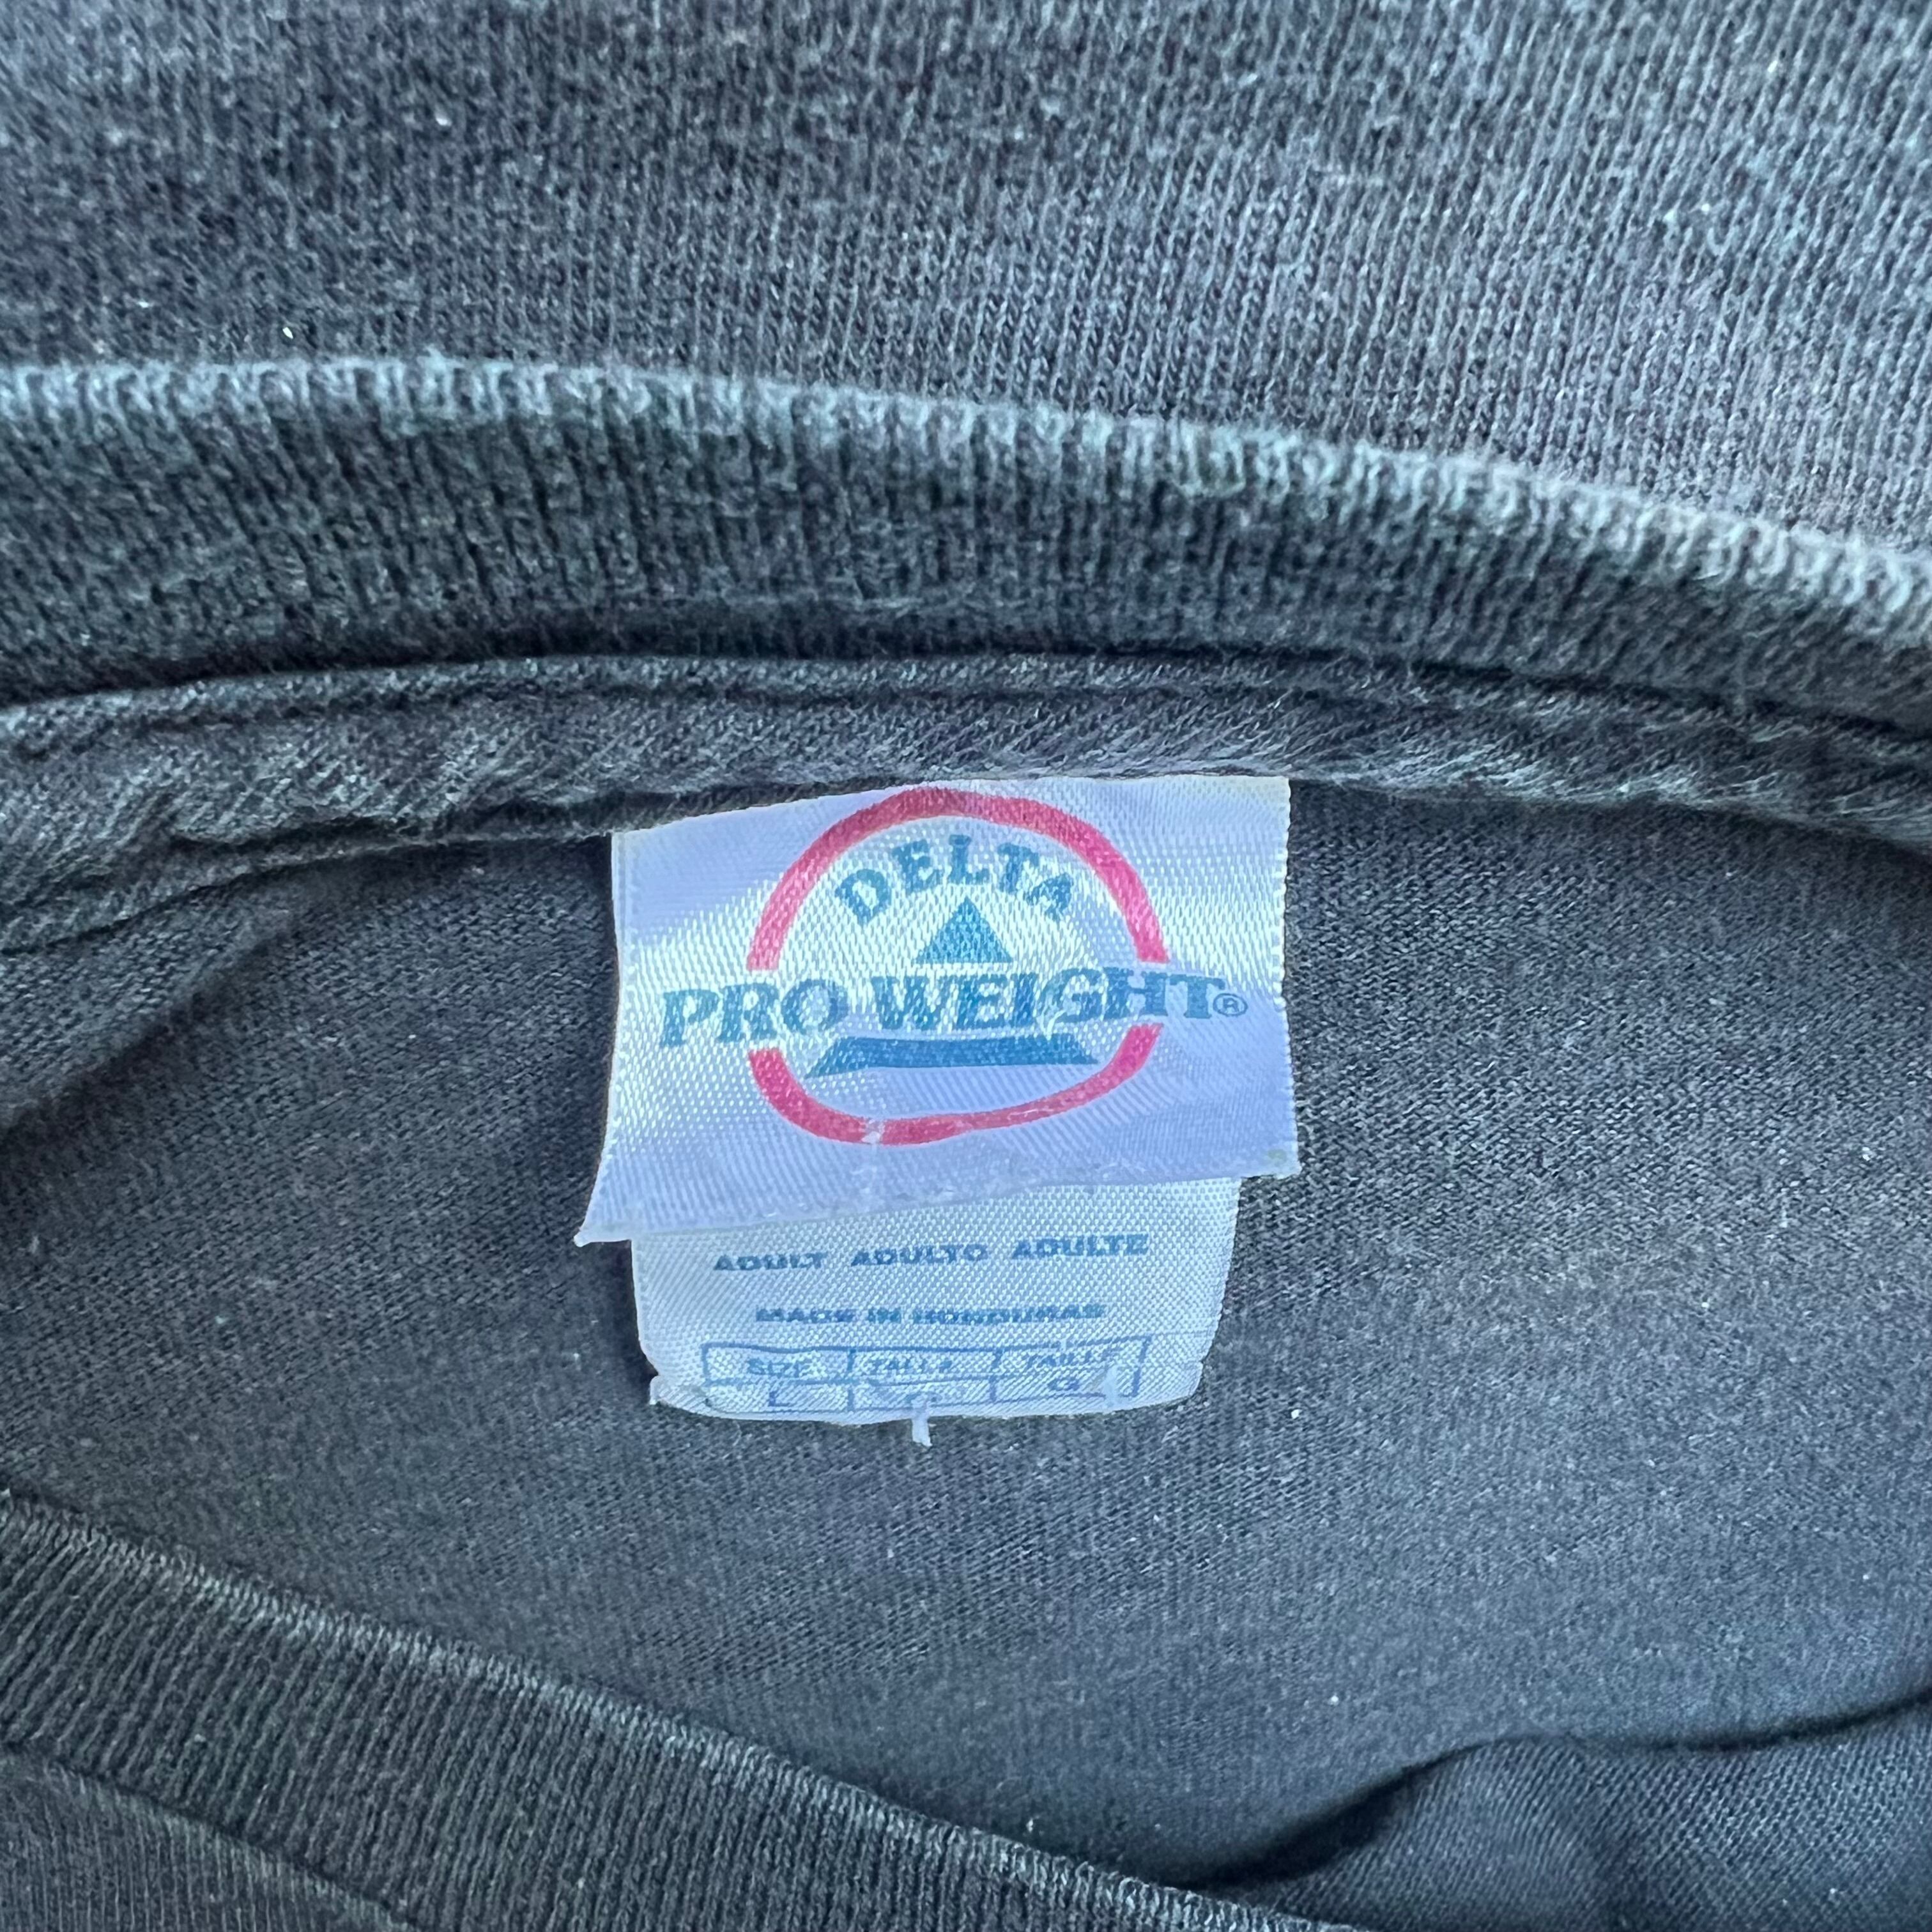 DELTA
PRO WEIGHT®
ADULT ADULTO ADULTE
MADE IN HONDURAS
SIZE TALLA TAILLE
L G